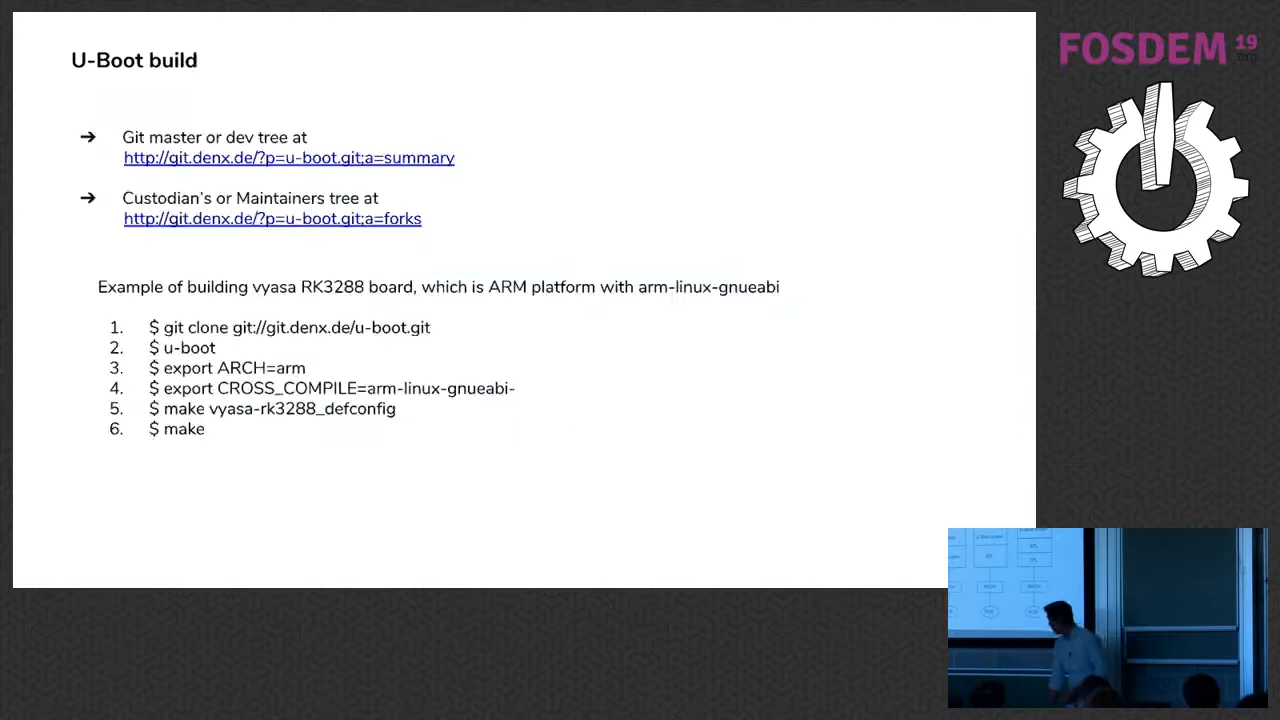 U-Boot build
➔ Git master or dev tree at
http://git.denx.de/?p=u-boot.git;a=summary
➔ Custodian's or Maintainers tree at
http://git.denx.de/?p=u-boot.git;a=forks
Example of building vyasa RK3288 board, which is ARM platform with arm-linux-gnueabi
1. $ git clone git://git.denx.de/u-boot.git
2. $ u-boot
3. $ export ARCH=arm
4. $ export CROSS_COMPILE=arm-linux-gnueabi-
5. $ make vyasa-rk3288_defconfig
6. $ make
FOSDEM 19
.org